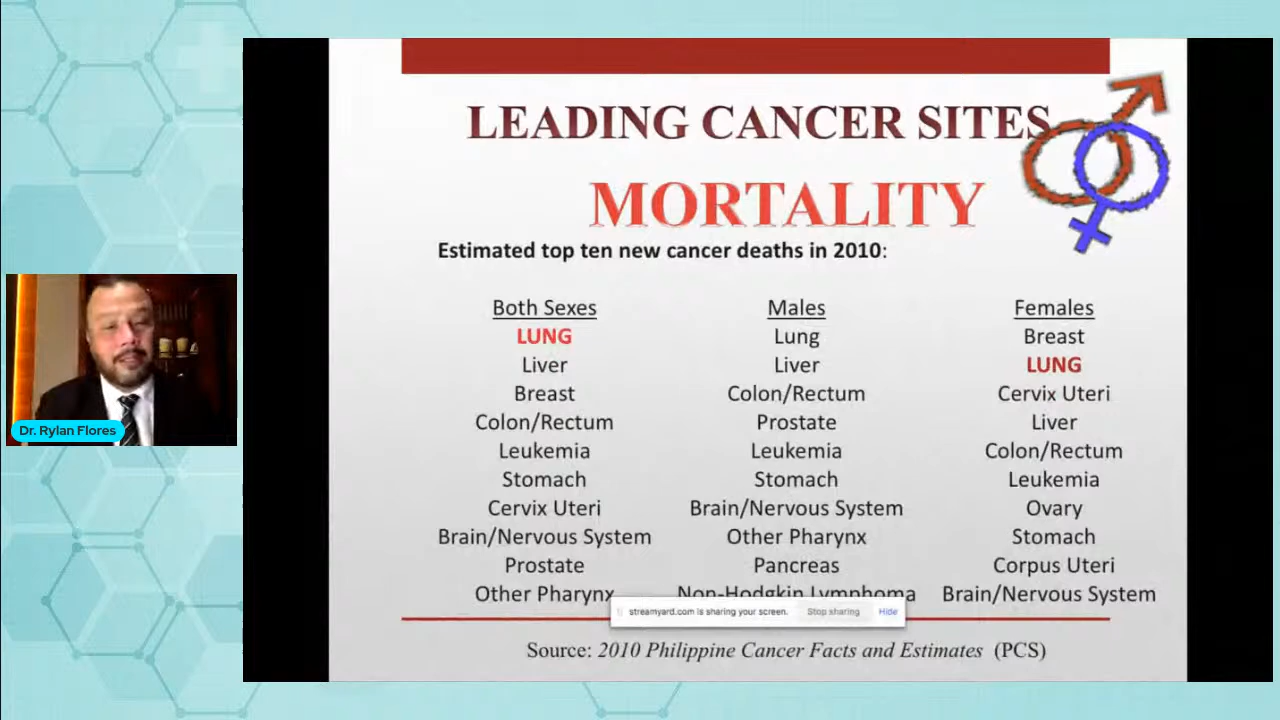 LEADING CANCER SITES
MORTALITY
Estimated top ten new cancer deaths in 2010:
Both Sexes
LUNG
Liver
Breast
Colon/Rectum
Leukemia
Stomach
Cervix Uteri
Brain/Nervous System
Prostate
Other Pharynx
Males
Lung
Liver
Colon/Rectum
Prostate
Leukemia
Stomach
Brain/Nervous System
Other Pharynx
Pancreas
Non-Hodgkin Lymphoma
Females
Breast
LUNG
Cervix Uteri
Liver
Colon/Rectum
Leukemia
Ovary
Stomach
Corpus Uteri
Brain/Nervous System
streamyard.com is sharing your screen. Stop sharing Hide
Source: 2010 Philippine Cancer Facts and Estimates (PCS)
Dr. Rylan Flores